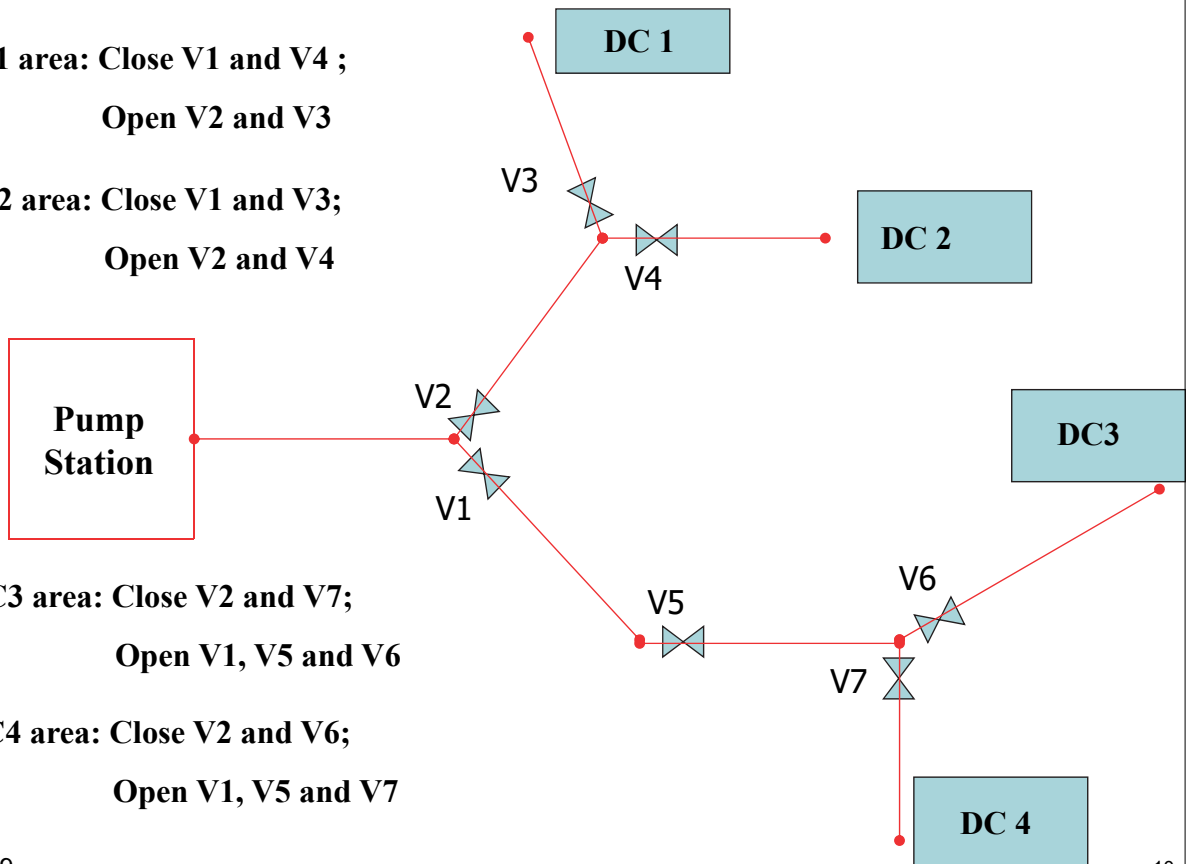 1 area: Close V1 and V4 ;
Open V2 and V3
2 area: Close V1 and V3;
Open V2 and V4
DC 1
V3
DC 2
V4
Pump
Station
V2
V1
DC3
C3 area: Close V2 and V7;
Open V1, V5 and V6
V5
V6
V7
C4 area: Close V2 and V6;
Open V1, V5 and V7
DC 4